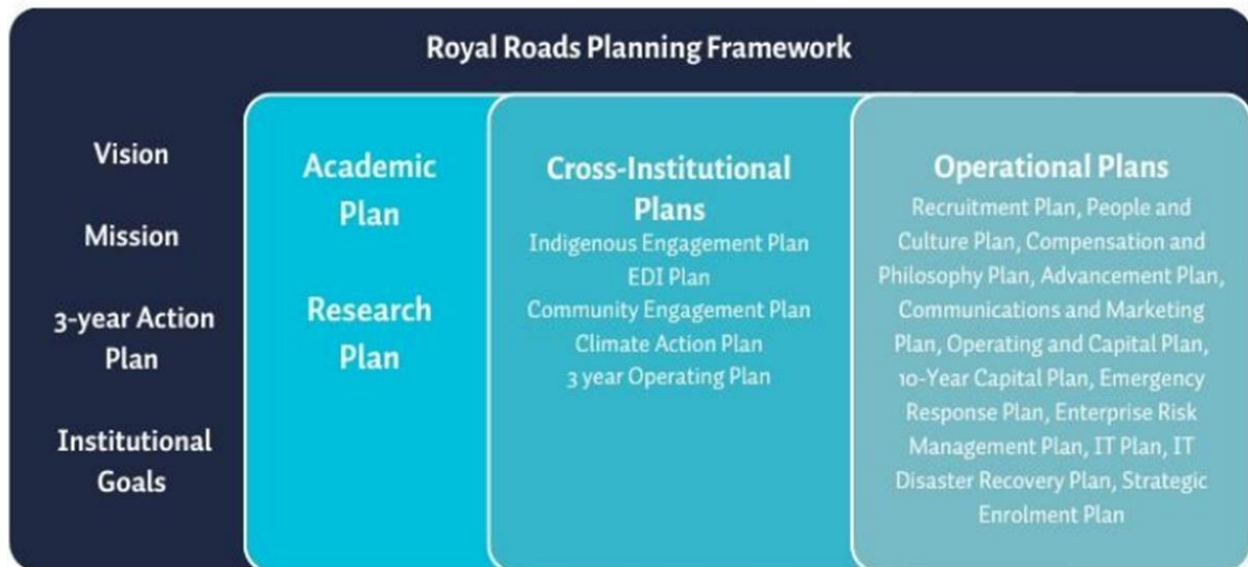 Royal Roads Planning Framework
Vision
Mission
3-year Action
Plan
Institutional
Goals
Academic
Plan
Research
Plan
Cross-Institutional
Plans
Indigenous Engagement Plan
EDI Plan
Community Engagement Plan
Climate Action Plan
3 year Operating Plan
Operational Plans
Recruitment Plan, People and
Culture Plan, Compensation and
Philosophy Plan, Advancement Plan,
Communications and Marketing
Plan, Operating and Capital Plan,
10-Year Capital Plan, Emergency
Response Plan, Enterprise Risk
Management Plan, IT Plan, IT
Disaster Recovery Plan, Strategic
Enrolment Plan